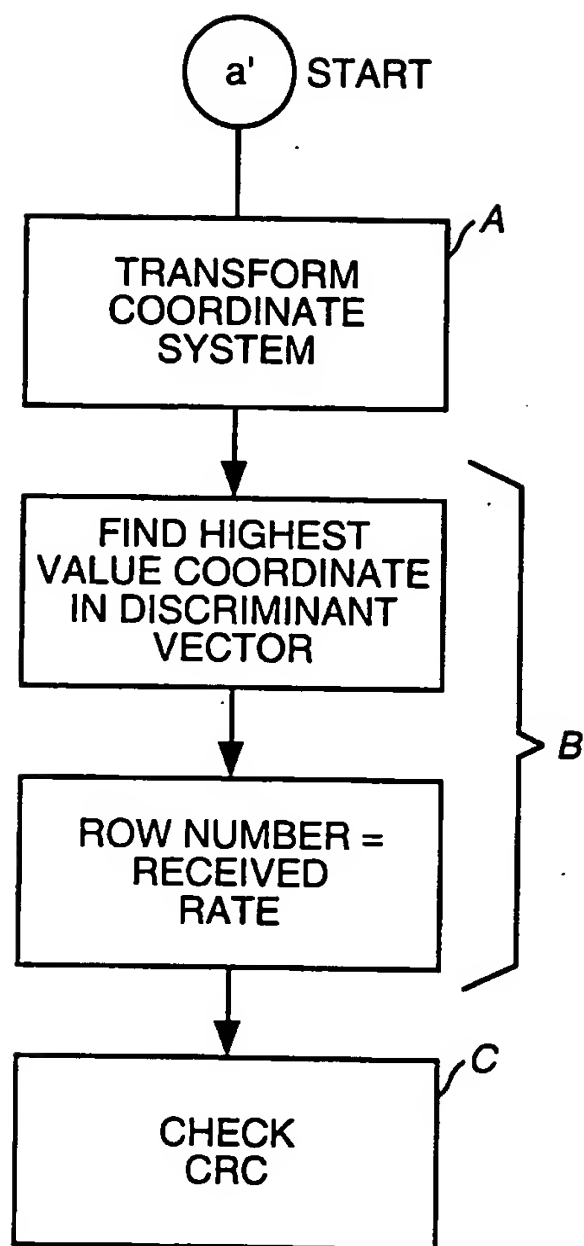 a' START
A
TRANSFORM
COORDINATE
SYSTEM
FIND HIGHEST
VALUE COORDINATE
IN DISCRIMINANT
VECTOR
B
ROW NUMBER =
RECEIVED
RATE
C
CHECK
CRC